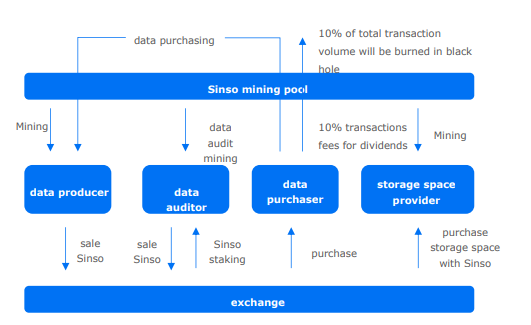 data purchasing
10% of total transaction
volume will be burned in black
hole
Sinso mining pool
Mining
data
audit
mining
10% transactions
fees for dividends
Mining
data producer
data
auditor
data
purchaser
storage space
provider
sale
Sinso
sale
Sinso
Sinso
staking
purchase
purchase
storage space
with Sinso
exchange